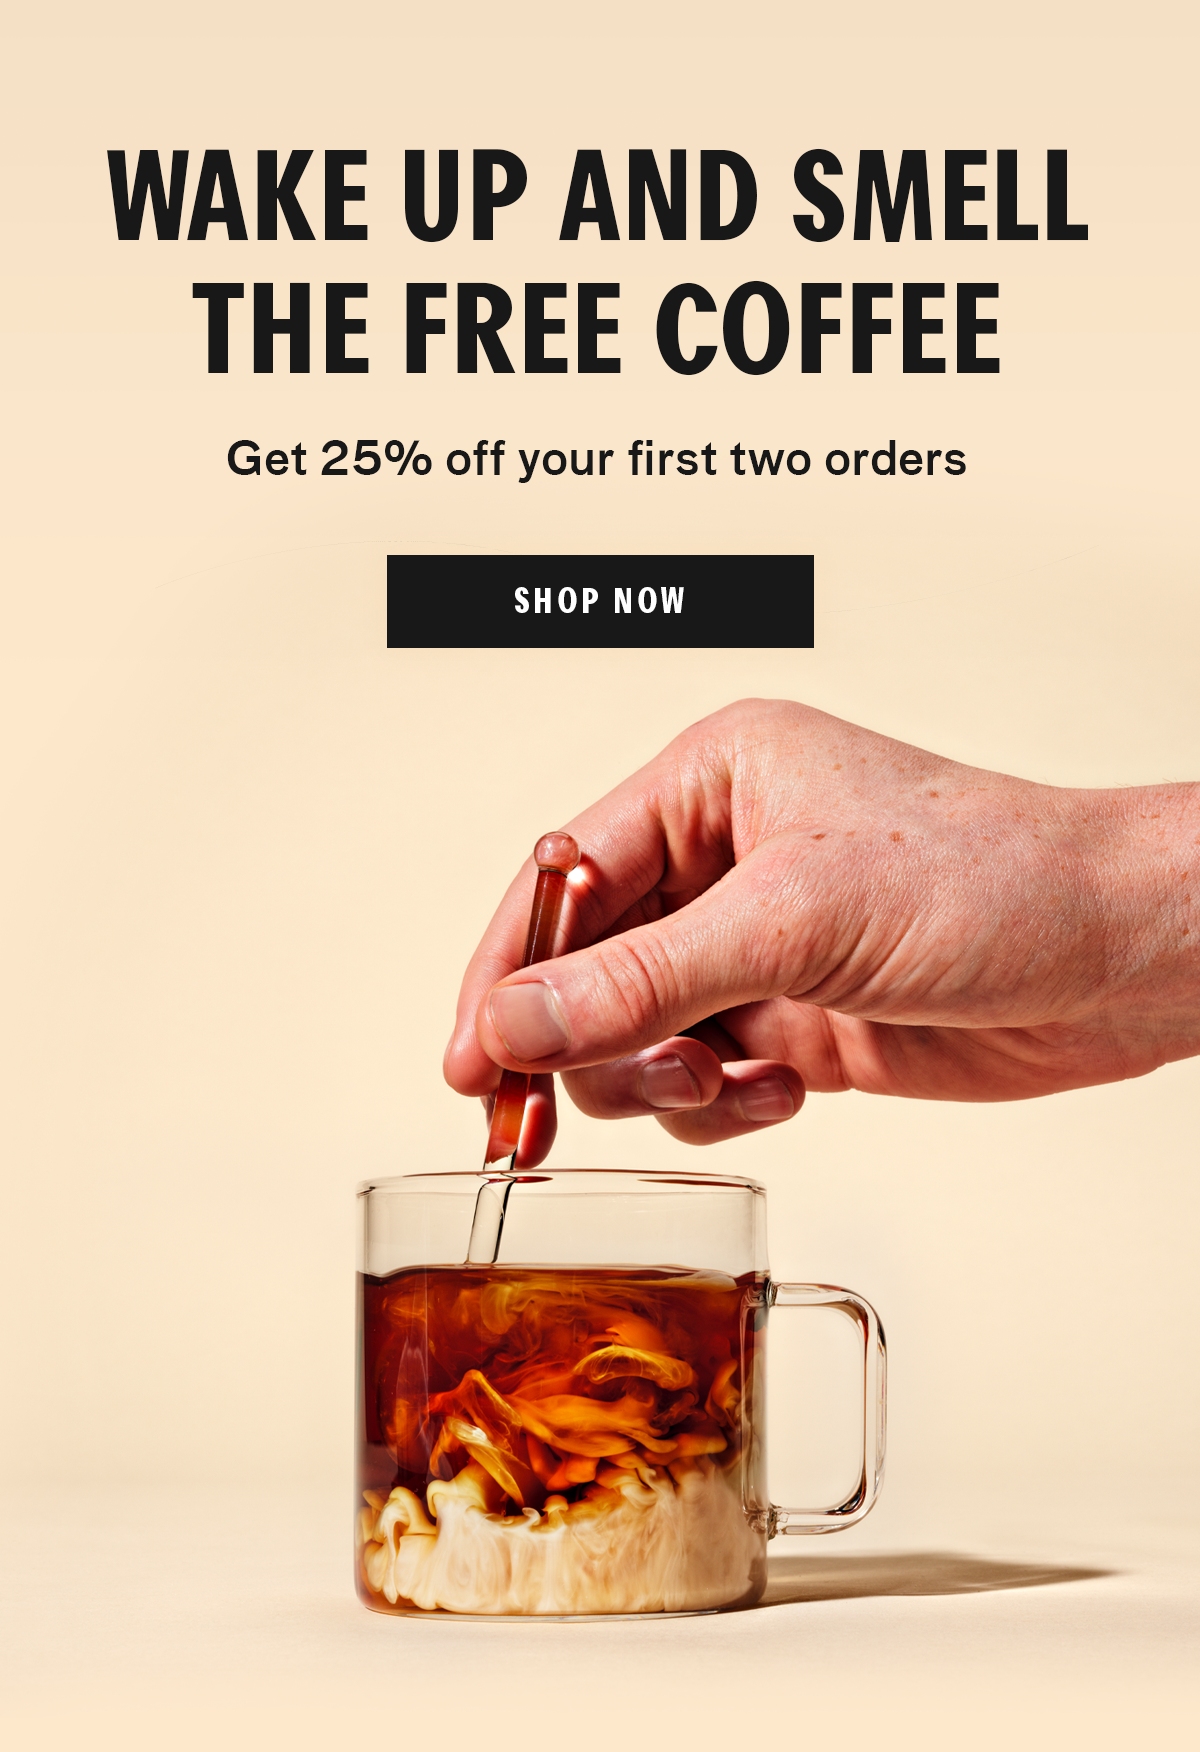 WAKE UP AND SMELL
THE FREE COFFEE
Get 25% off your first two orders
SHOP NOW